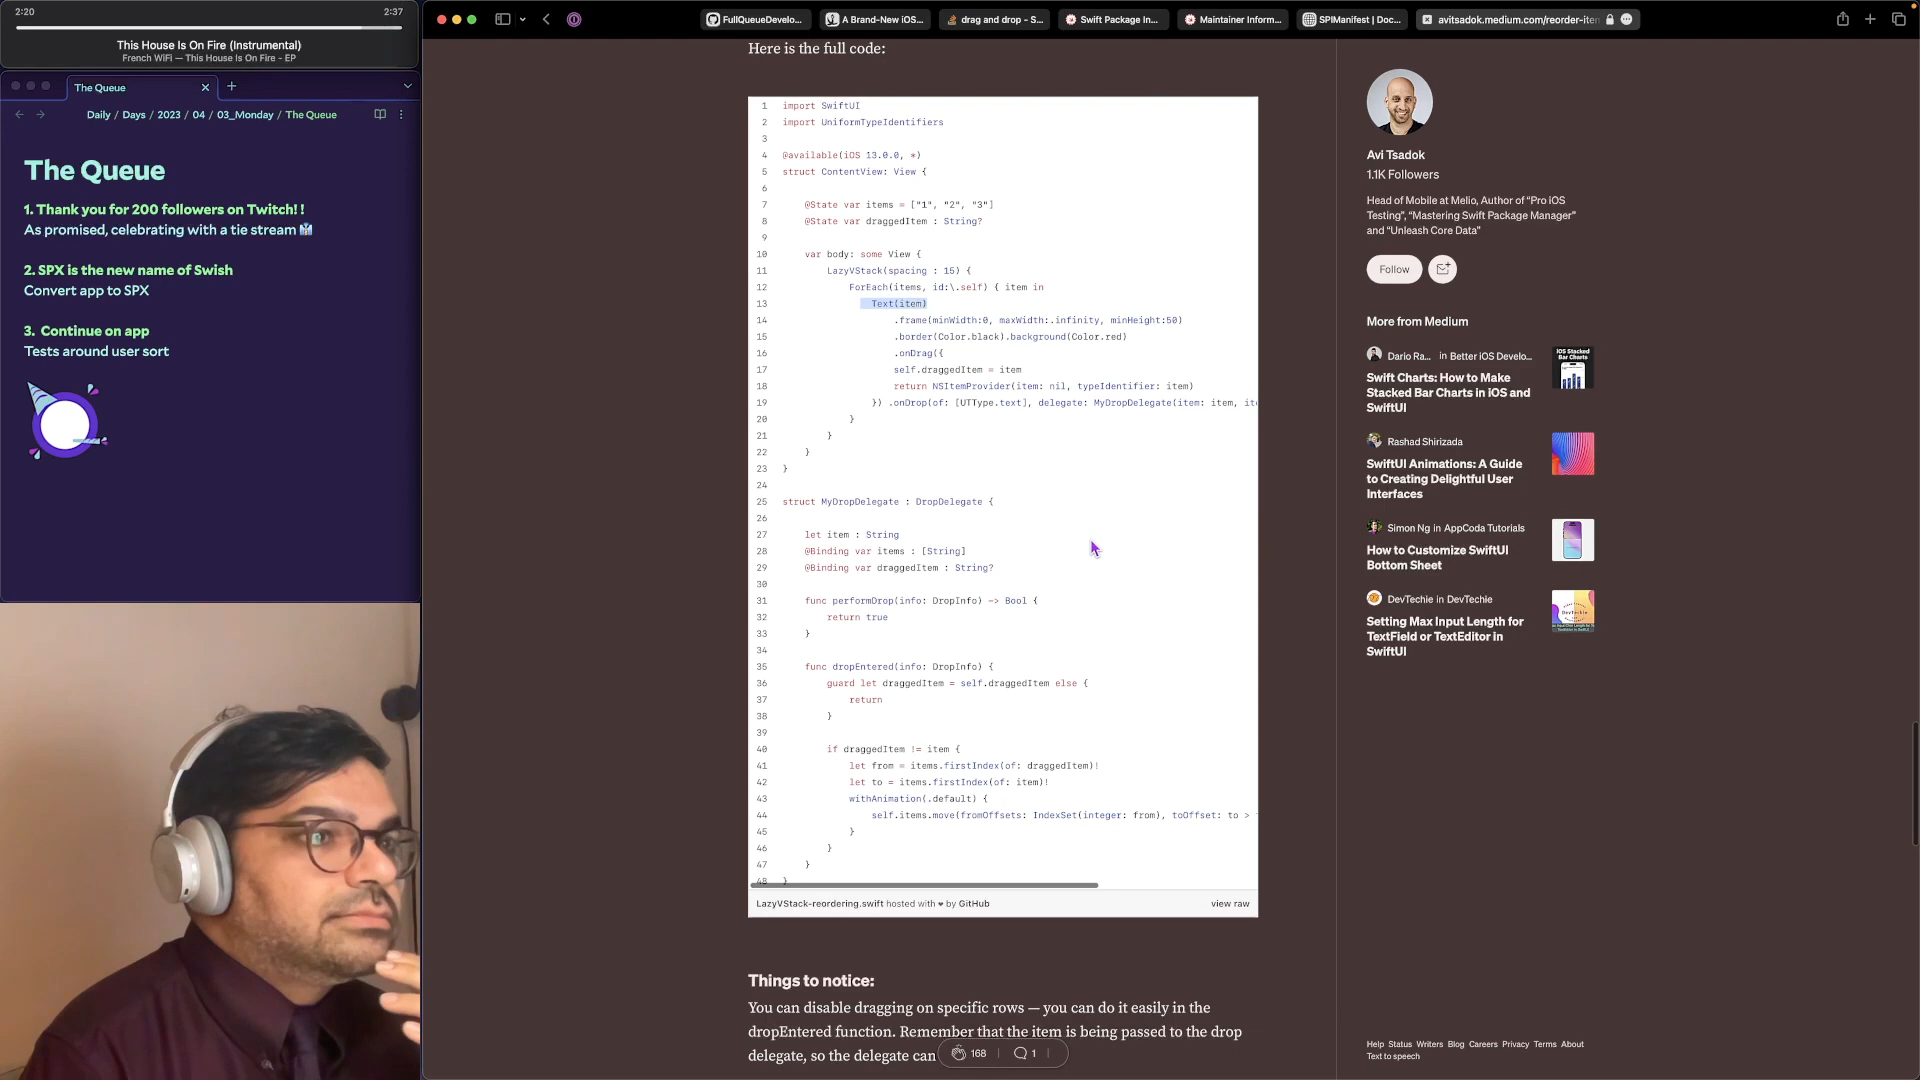 2:20
2:37
This House Is On Fire (Instrumental)
French WiFi — This House Is On Fire - EP
The Queue
Daily / Days / 2023 / 04 / 03_Monday / The Queue
The Queue
1. Thank you for 200 followers on Twitch! !
As promised, celebrating with a tie stream
2. SPX is the new name of Swish
Convert app to SPX
3. Continue on app
Tests around user sort
FullQueueDevelo...
A Brand-New iOS...
drag and drop - S...
Swift Package In...
Maintainer Inform...
SPIManifest | Doc...
avitsadok.medium.com/reorder-iten
Here is the full code:
1 import SwiftUI
2 import UniformTypeIdentifiers
3
4 @available(iOS 13.0.0, *)
5 struct ContentView: View {
6
7 @State var items = ["1", "2", "3"]
8 @State var draggedItem : String?
9
10 var body: some View {
11 LazyVStack(spacing : 15) {
12 ForEach(items, id:\.self) { item in
13 Text(item)
14 .frame(minWidth:0, maxWidth:.infinity, minHeight:50)
15 .border(Color.black).background(Color.red)
16 .onDrag({
17 self.draggedItem = item
18 return NSItemProvider(item: nil, typeIdentifier: item)
19 }) .onDrop(of: [UTType.text], delegate: MyDropDelegate(item: item, ite
20 }
21 }
22 }
23 }
24
25 struct MyDropDelegate : DropDelegate {
26
27 let item : String
28 @Binding var items : [String]
29 @Binding var draggedItem : String?
30
31 func performDrop(info: DropInfo) -> Bool {
32 return true
33 }
34
35 func dropEntered(info: DropInfo) {
36 guard let draggedItem = self.draggedItem else {
37 return
38 }
39
40 if draggedItem != item {
41 let from = items.firstIndex(of: draggedItem)!
42 let to = items.firstIndex(of: item)!
43 withAnimation(.default) {
44 self.items.move(fromOffsets: IndexSet(integer: from), toOffset: to >
45 }
46 }
47 }
48 }
LazyVStack-reordering.swift hosted with ❤ by GitHub
view raw
Things to notice:
You can disable dragging on specific rows — you can do it easily in the
dropEntered function. Remember that the item is being passed to the drop
delegate, so the delegate can
168
1
Avi Tsadok
1.1K Followers
Head of Mobile at Melio, Author of "Pro iOS
Testing", "Mastering Swift Package Manager"
and "Unleash Core Data"
Follow
More from Medium
Dario Ra... in Better iOS Develo...
Swift Charts: How to Make
Stacked Bar Charts in iOS and
SwiftUI
iOS Stacked
Bar Charts
Rashad Shirizada
SwiftUI Animations: A Guide
to Creating Delightful User
Interfaces
Simon Ng in AppCoda Tutorials
How to Customize SwiftUI
Bottom Sheet
DevTechie in DevTechie
Setting Max Input Length for
TextField or TextEditor in
SwiftUI
Help Status Writers Blog Careers Privacy Terms About
Text to speech